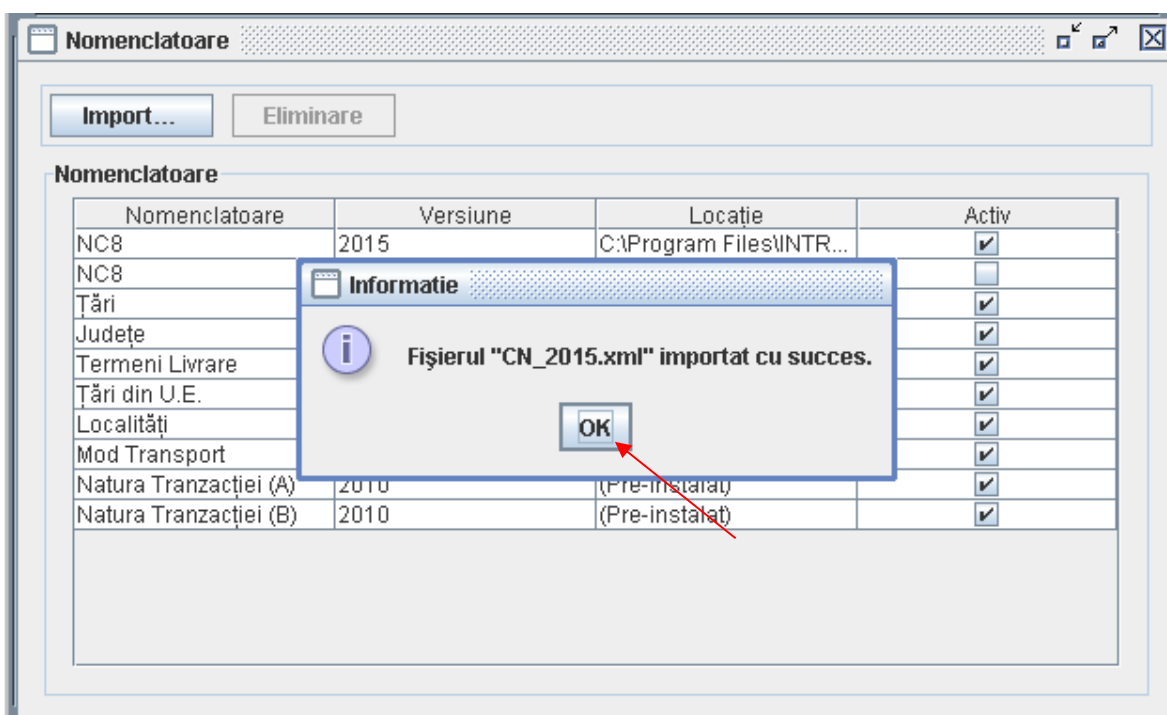 Nomenclatoare
Import... Eliminare
Nomenclatoare
Nomenclatoare Versiune Locație Activ
NC8 2015 C:\Program Files\INTR...
NC8
Țări
Județe
Termeni Livrare
Țări din U.E.
Localități
Mod Transport
Natura Tranzacției (A) 2010 (Pre-instalat)
Natura Tranzacției (B) 2010 (Pre-instalat)
Informatie
Fişierul "CN_2015.xml" importat cu succes.
OK